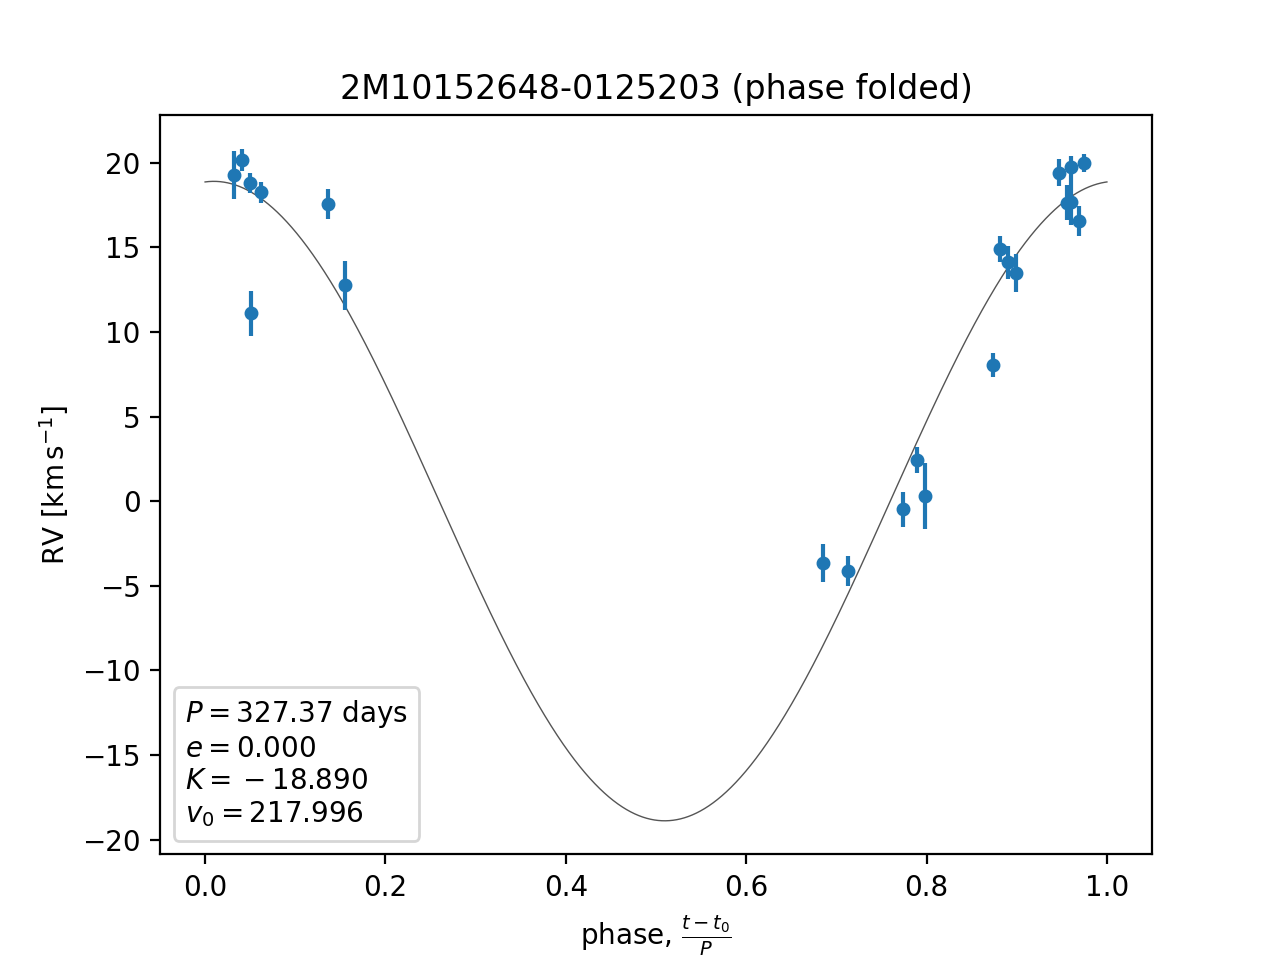 2M10152648-0125203 (phase folded)
RV [km s⁻¹]
20
15
10
5
0
−5
−10
−15
−20
P = 327.37 days
e = 0.000
K = −18.890
v₀ = 217.996
0.0 0.2 0.4 0.6 0.8 1.0
phase, (t − t₀)/P